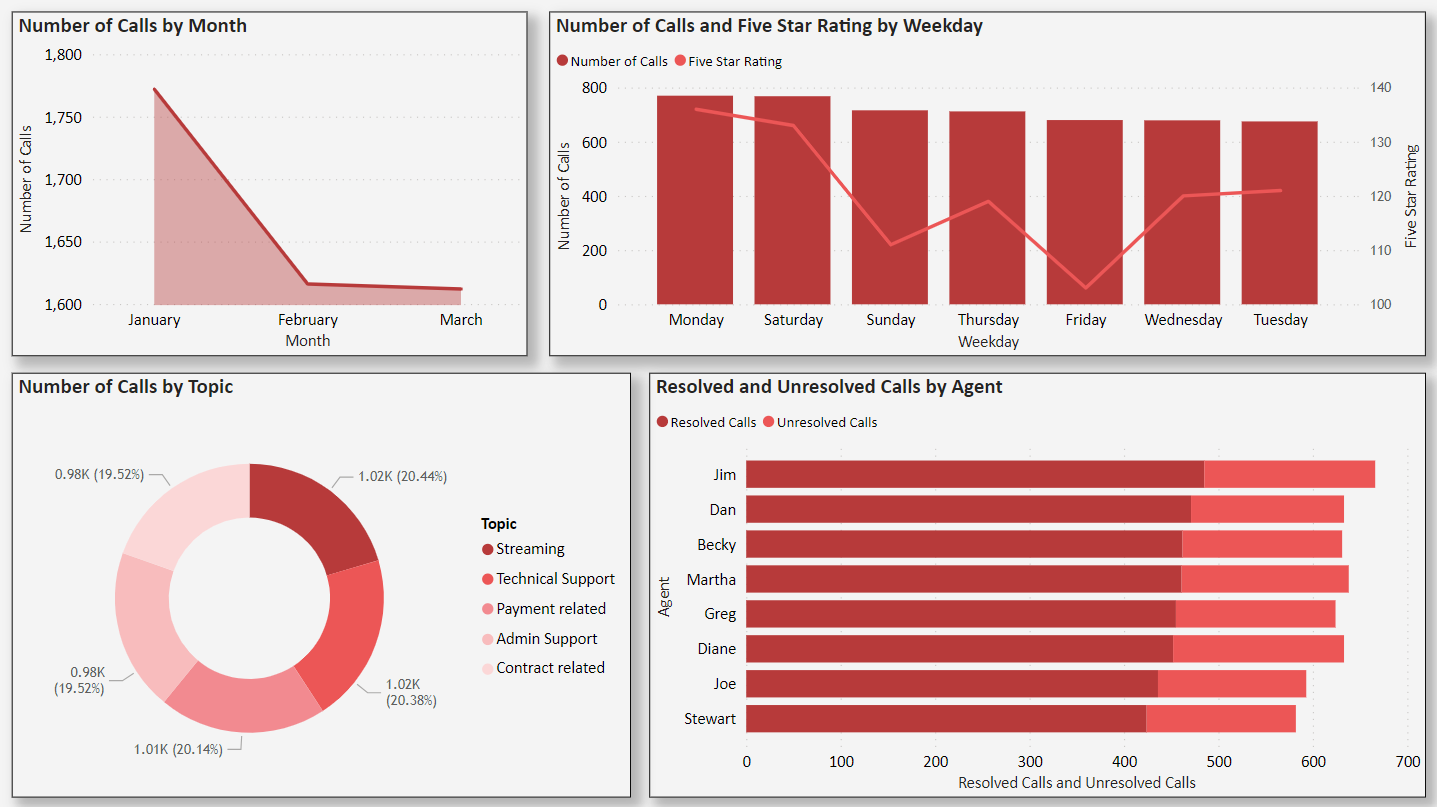 Number of Calls by Month
1,800
1,750
1,700
1,650
1,600
Number of Calls
January
February
March
Month
Number of Calls and Five Star Rating by Weekday
Number of Calls
Five Star Rating
800
600
400
200
0
Number of Calls
140
130
120
110
100
Five Star Rating
Monday
Saturday
Sunday
Thursday
Friday
Wednesday
Tuesday
Weekday
Number of Calls by Topic
0.98K (19.52%)
1.02K (20.44%)
0.98K
(19.52%)
1.02K
(20.38%)
1.01K (20.14%)
Topic
Streaming
Technical Support
Payment related
Admin Support
Contract related
Resolved and Unresolved Calls by Agent
Resolved Calls
Unresolved Calls
Agent
Jim
Dan
Becky
Martha
Greg
Diane
Joe
Stewart
0
100
200
300
400
500
600
700
Resolved Calls and Unresolved Calls